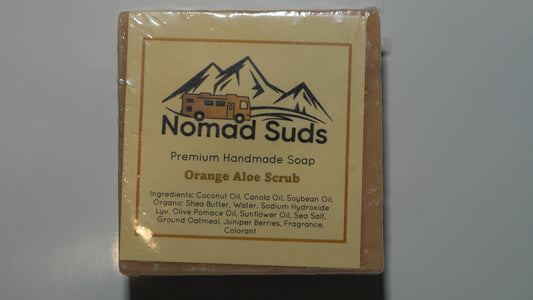 Nomad Suds
Premium Handmade Soap
Orange Aloe Scrub
Ingredients: Coconut Oil, Canola Oil, Soybean Oil,
Organic Shea Butter, Water, Sodium Hydroxide
Lye, Olive Pomace Oil, Sunflower Oil, Sea Salt,
Ground Oatmeal, Juniper Berries, Fragrance,
Colorant